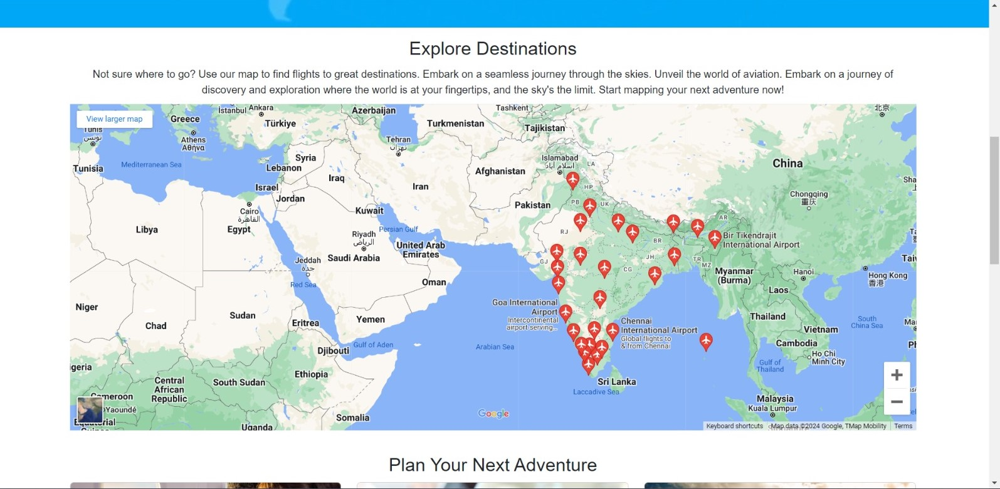 Explore Destinations
Not sure where to go? Use our map to find flights to great destinations. Embark on a seamless journey through the skies. Unveil the world of aviation. Embark on a journey of
discovery and exploration where the world is at your fingertips, and the sky's the limit. Start mapping your next adventure now!
View larger map
Tunis
تونس
Tunisia
Mediterranean Sea
Greece
Athens
Αθήνα
İstanbul
Ankara
Türkiye
Azerbaijan
Turkmenistan
Tashkent
Tajikistan
北京
Tehran
تهران
Syria
Lebanon
Israel
Jordan
Iraq
Iran
Afghanistan
Islamabad
اسلام آباد
LA
HP
PB
UK
Pakistan
China
Chongqing
重庆
Sha
Cairo
القاهرة
Libya
Egypt
Kuwait
Persian Gulf
Riyadh
الرياض
United Arab
Emirates
Jeddah
جدة
Saudi Arabia
Red Sea
Oman
RJ
GJ
BR
JH
CG
AR
TR
MZ
Bir Tikendrajit
International Airport
Myanmar
(Burma)
Hanoi
Laos
Hong Kong
香港
Taiv
Niger
Chad
Sudan
Eritrea
Yemen
Djibouti
Gulf of Aden
Arabian Sea
Goa International
Airport
Intercontinental
airport serving...
Chennai
International Airport
Global flights to
& from Chennai
Thailand
Vietnam
Cambodia
Ho Chi
Minh City
South
China Sea
Ma
Ph
Gulf of
Thailand
igeria
Central
African
Republic
South Sudan
Ethiopia
Cameroon
Yaoundé
Equatorial
Uganda
Somalia
Sri Lanka
Laccadive Sea
Malaysia
Kuala Lumpur
Google
Keyboard shortcuts
Map data ©2024 Google, TMap Mobility
Terms
Plan Your Next Adventure